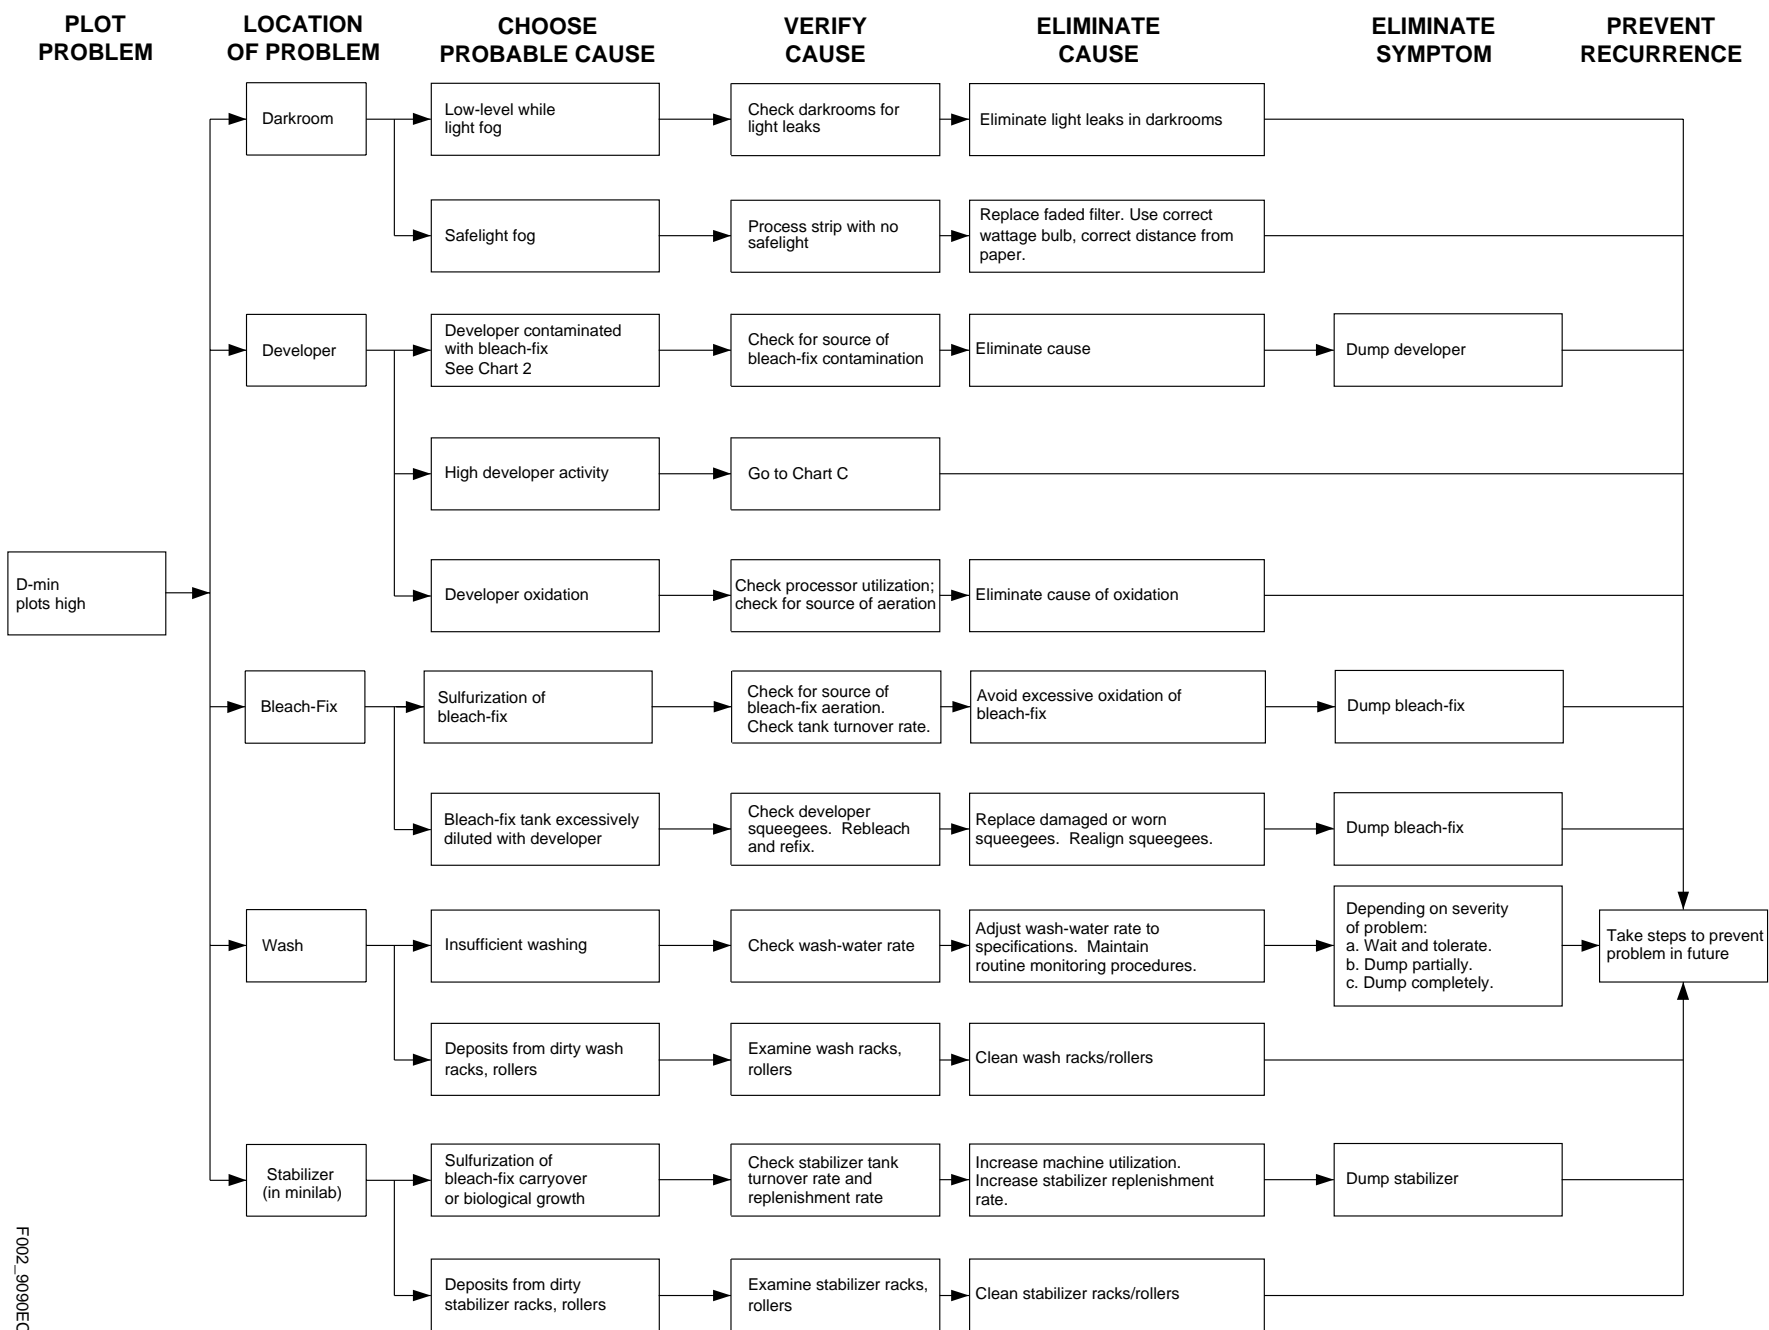 PLOT
PROBLEM
LOCATION
OF PROBLEM
CHOOSE
PROBABLE CAUSE
VERIFY
CAUSE
ELIMINATE
CAUSE
ELIMINATE
SYMPTOM
PREVENT
RECURRENCE
D-min
plots high
Darkroom
Low-level while
light fog
Check darkrooms for
light leaks
Eliminate light leaks in darkrooms
Safelight fog
Process strip with no
safelight
Replace faded filter. Use correct
wattage bulb, correct distance from
paper.
Developer
Developer contaminated
with bleach-fix
See Chart 2
Check for source of
bleach-fix contamination
Eliminate cause
Dump developer
High developer activity
Go to Chart C
Developer oxidation
Check processor utilization;
check for source of aeration
Eliminate cause of oxidation
Bleach-Fix
Sulfurization of
bleach-fix
Check for source of
bleach-fix aeration.
Check tank turnover rate.
Avoid excessive oxidation of
bleach-fix
Dump bleach-fix
Bleach-fix tank excessively
diluted with developer
Check developer
squeegees. Rebleach
and refix.
Replace damaged or worn
squeegees. Realign squeegees.
Dump bleach-fix
Wash
Insufficient washing
Check wash-water rate
Adjust wash-water rate to
specifications. Maintain
routine monitoring procedures.
Depending on severity
of problem:
a. Wait and tolerate.
b. Dump partially.
c. Dump completely.
Take steps to prevent
problem in future
Deposits from dirty wash
racks, rollers
Examine wash racks,
rollers
Clean wash racks/rollers
Stabilizer
(in minilab)
Sulfurization of
bleach-fix carryover
or biological growth
Check stabilizer tank
turnover rate and
replenishment rate
Increase machine utilization.
Increase stabilizer replenishment
rate.
Dump stabilizer
Deposits from dirty
stabilizer racks, rollers
Examine stabilizer racks,
rollers
Clean stabilizer racks/rollers